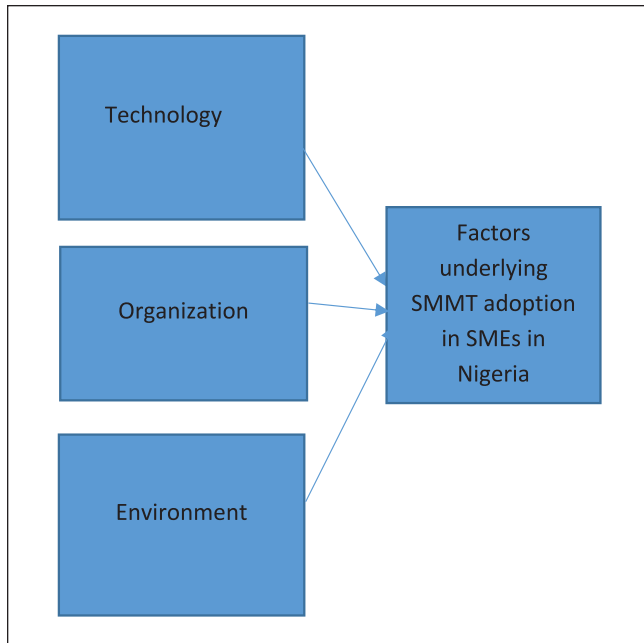 Technology
Organization
Environment
Factors
underlying
SMMT adoption
in SMEs in
Nigeria